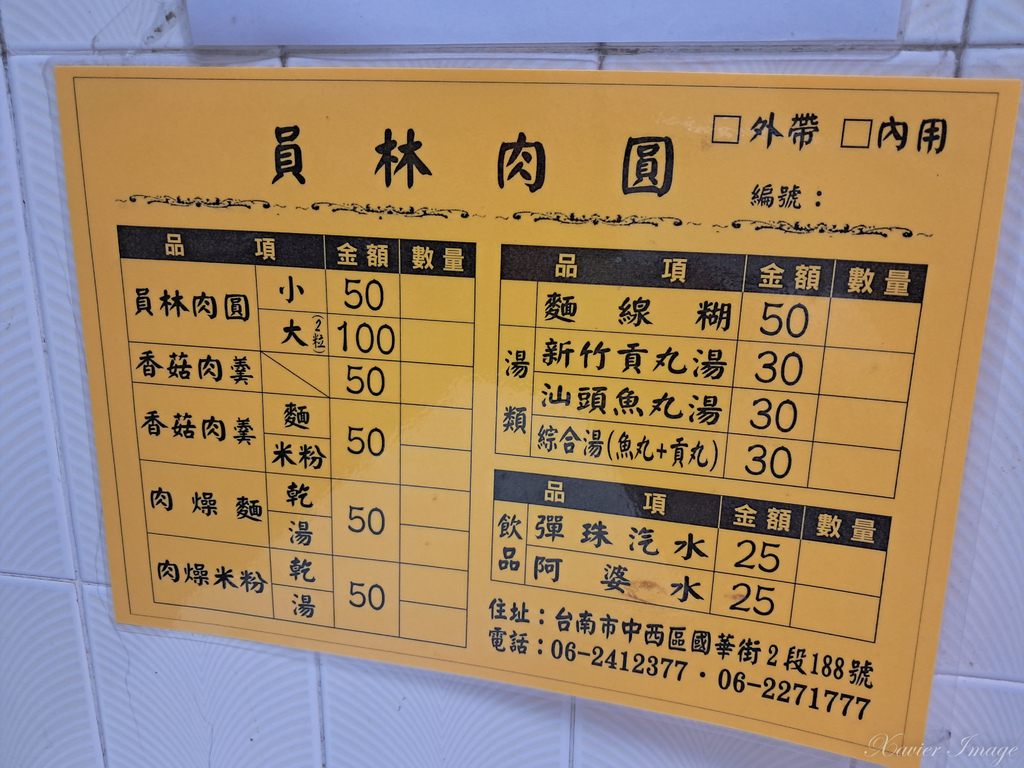 員林肉圓
□外帶 □內用
編號：
品項 金額 數量
員林肉圓 小 50
大(2粒) 100
香菇肉羹 50
香菇肉羹 麵 50
米粉
肉燥麵 乾 50
湯
肉燥米粉 乾 50
湯
品項 金額 數量
湯類
麵線糊 50
新竹貢丸湯 30
汕頭魚丸湯 30
綜合湯(魚丸+貢丸) 30
品項 金額 數量
飲品
彈珠汽水 25
阿婆水 25
住址：台南市中西區國華街2段188號
電話：06-2412377·06-2271777
Xavier Image